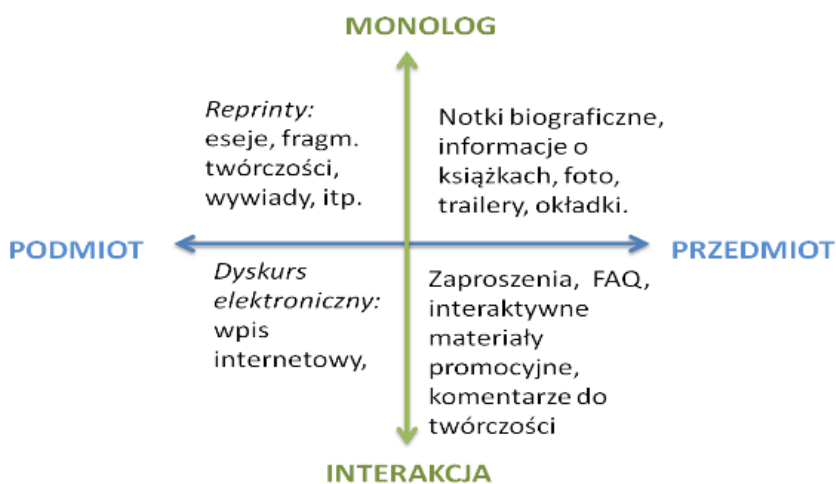 MONOLOG
Reprinty:
eseje, fragm.
twórczości,
wywiady, itp.
Notki biograficzne,
informacje o
książkach, foto,
trailery, okładki.
PODMIOT
PRZEDMIOT
Dyskurs
elektroniczny:
wpis
internetowy,
Zaproszenia, FAQ,
interaktywne
materiały
promocyjne,
komentarze do
twórczości
INTERAKCJA